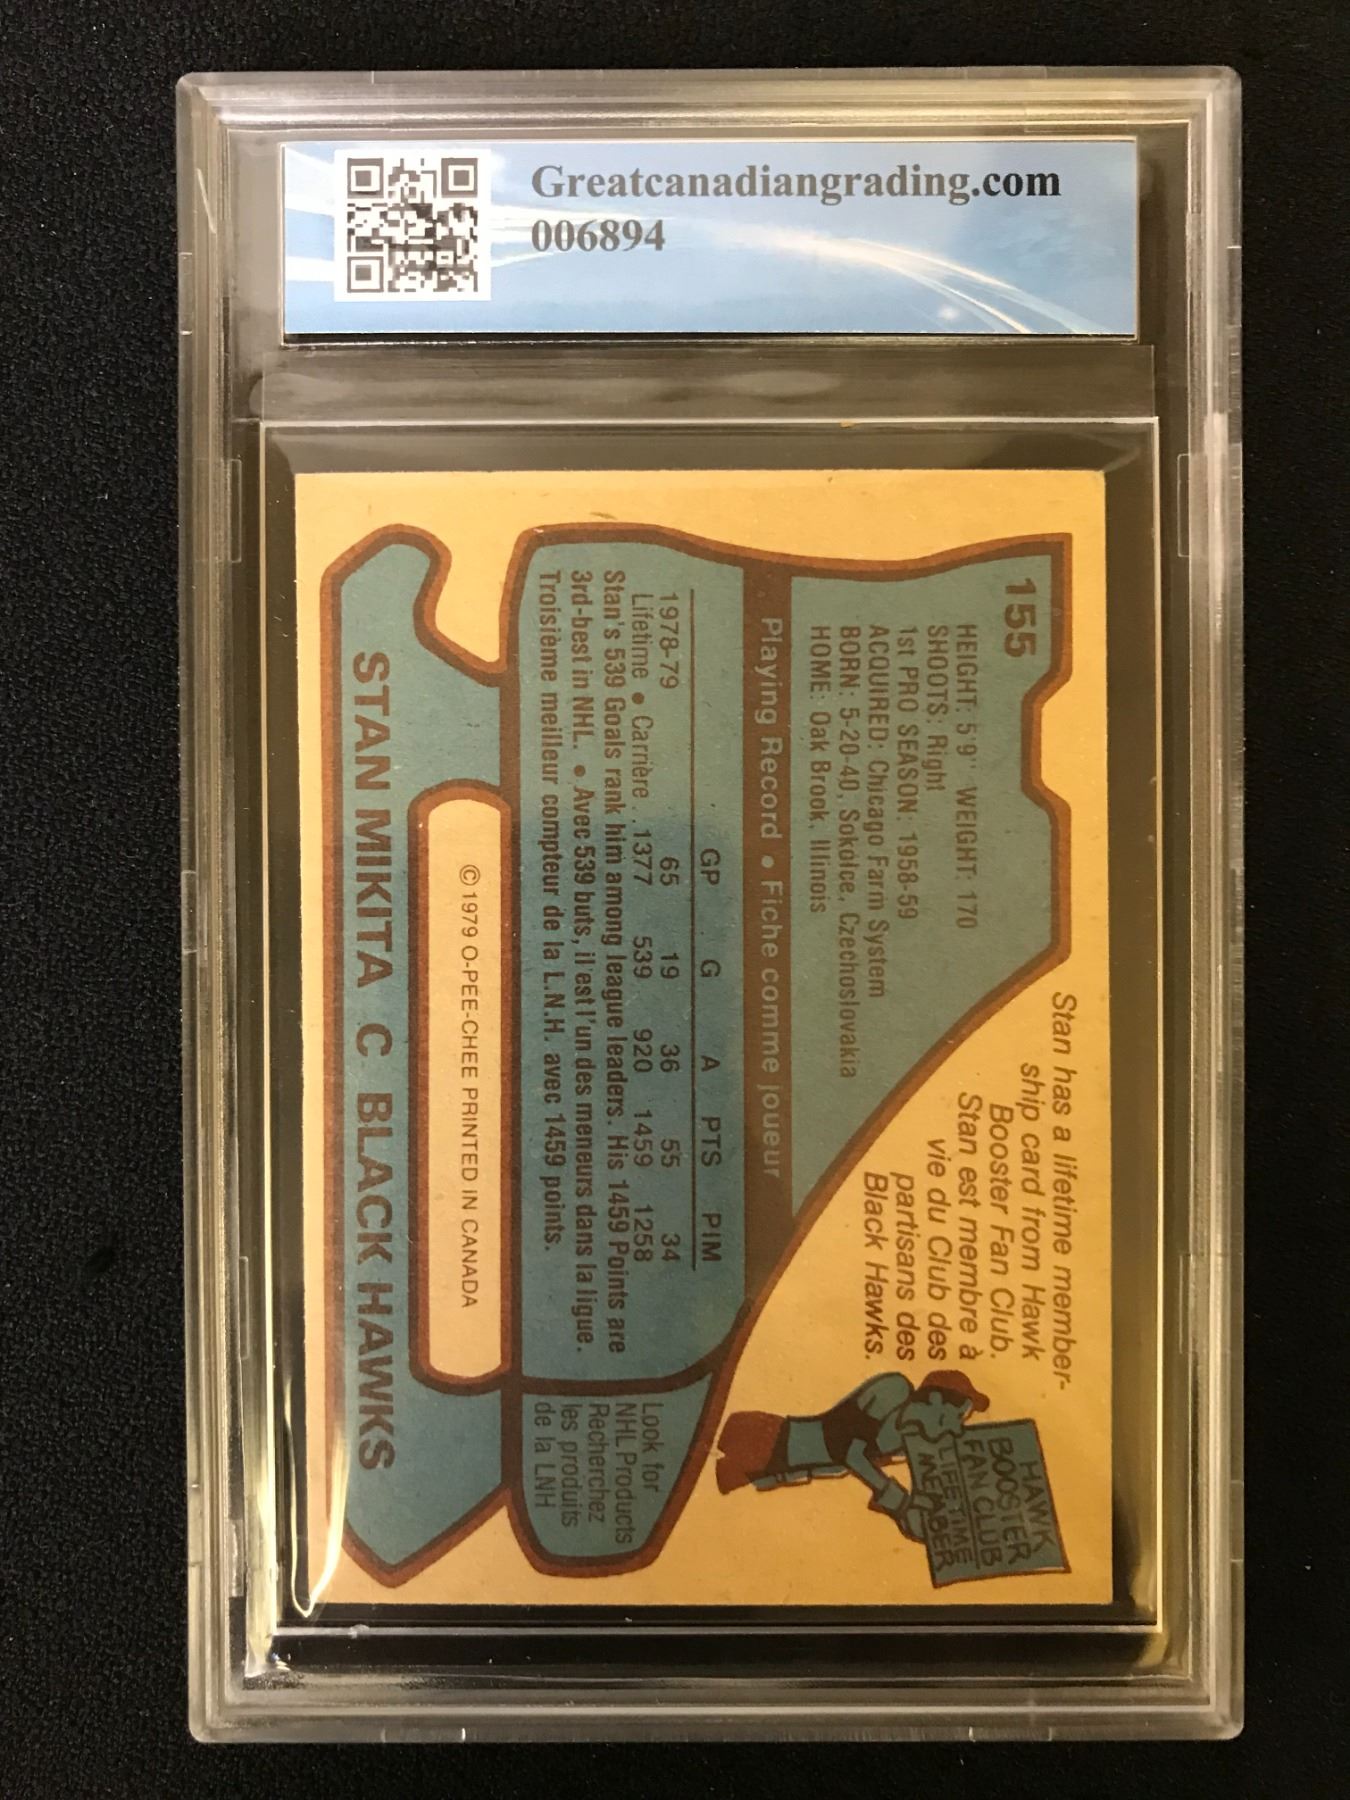 Greatcanadiangrading.com
006894
155
HEIGHT: 5'9" WEIGHT: 170
SHOOTS: Right
1st PRO SEASON: 1958-59
ACQUIRED: Chicago Farm System
BORN: 5-20-40, Sokolce, Czechoslovakia
HOME: Oak Brook, Illinois
Stan has a lifetime member-
ship card from Hawk
Booster Fan Club.
Stan est membre à
vie du Club des
partisans des
Black Hawks.
HAWK
BOOSTER
FAN CLUB
LIFETIME
MEMBER
Playing Record • Fiche comme joueur
GP G A PTS PIM
1978-79 65 19 36 55 34
Lifetime • Carrière . 1377 539 920 1459 1258
Stan's 539 Goals rank him among league leaders. His 1459 Points are
3rd-best in NHL. • Avec 539 buts, il est l'un des meneurs dans la ligue.
Troisième meilleur compteur de la L.N.H. avec 1459 points.
Look for
NHL Products
Recherchez
les produits
de la LNH
© 1979 O-PEE-CHEE PRINTED IN CANADA
STAN MIKITA C BLACK HAWKS